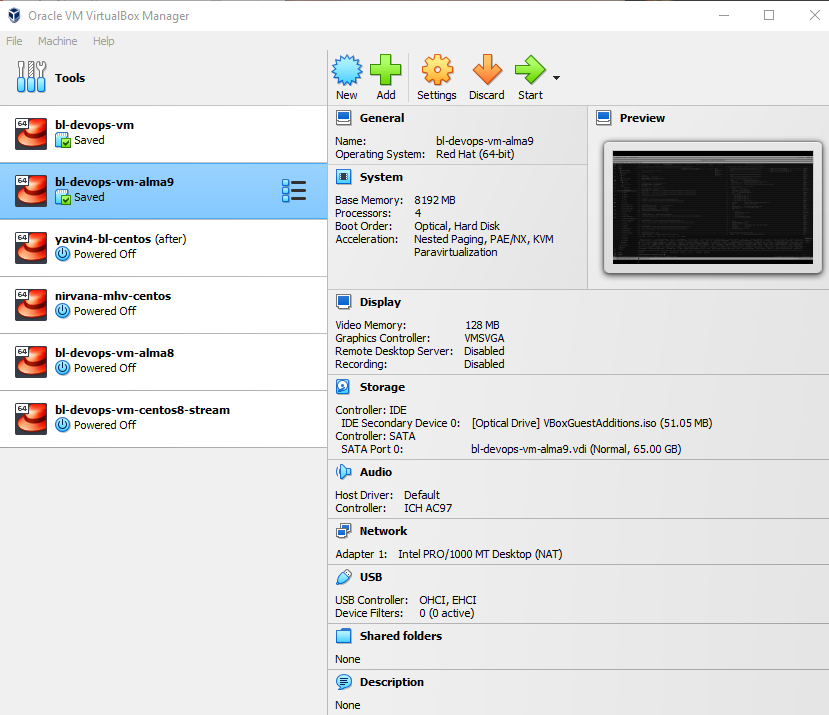 Oracle VM VirtualBox Manager
File Machine Help
Tools
New Add Settings Discard Start
64 bl-devops-vm
Saved
64 bl-devops-vm-alma9
Saved
64 yavin4-bl-centos (after)
Powered Off
64 nirvana-mhv-centos
Powered Off
64 bl-devops-vm-alma8
Powered Off
64 bl-devops-vm-centos8-stream
Powered Off
General
Name: bl-devops-vm-alma9
Operating System: Red Hat (64-bit)
Preview
System
Base Memory: 8192 MB
Processors: 4
Boot Order: Optical, Hard Disk
Acceleration: Nested Paging, PAE/NX, KVM
Paravirtualization
Display
Video Memory: 128 MB
Graphics Controller: VMSVGA
Remote Desktop Server: Disabled
Recording: Disabled
Storage
Controller: IDE
IDE Secondary Device 0: [Optical Drive] VBoxGuestAdditions.iso (51.05 MB)
Controller: SATA
SATA Port 0: bl-devops-vm-alma9.vdi (Normal, 65.00 GB)
Audio
Host Driver: Default
Controller: ICH AC97
Network
Adapter 1: Intel PRO/1000 MT Desktop (NAT)
USB
USB Controller: OHCI, EHCI
Device Filters: 0 (0 active)
Shared folders
None
Description
None